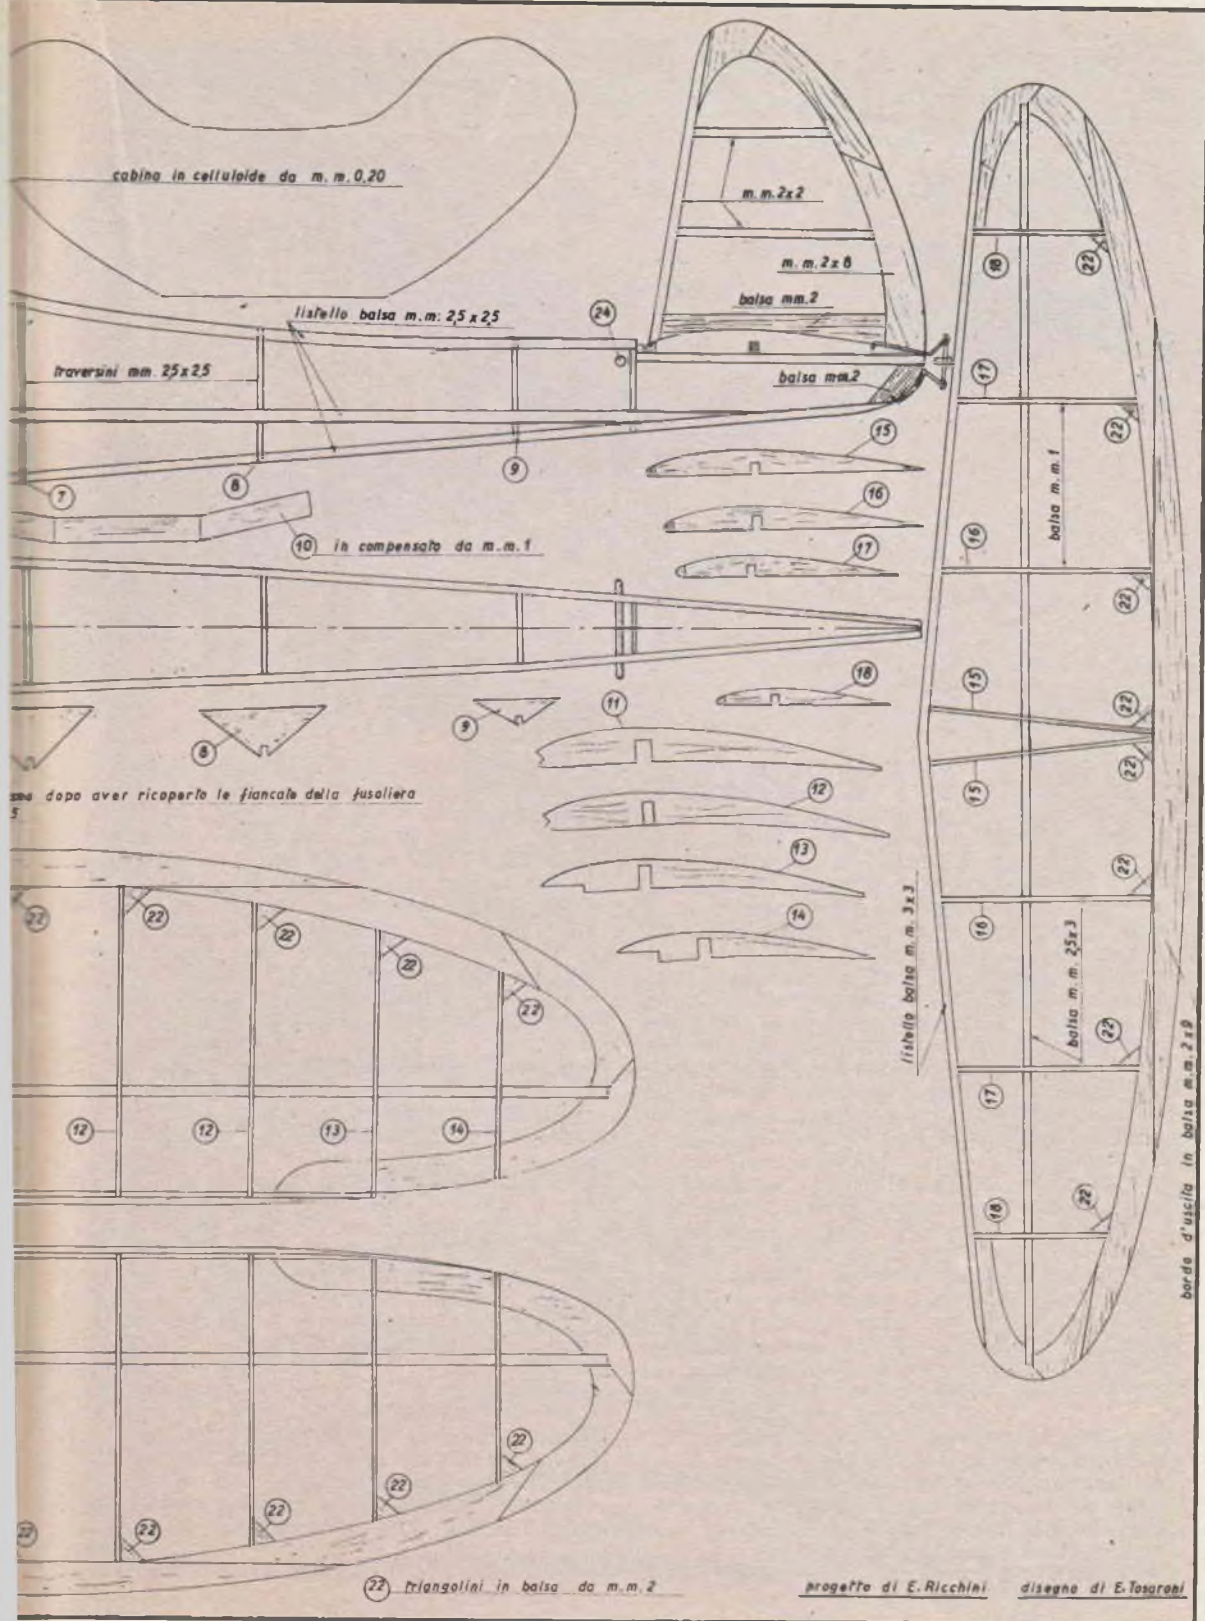 cabina in celluloide da m.m. 0,20
m.m. 2x2
m.m. 2x8
balsa mm. 2
listello balsa m.m: 2,5 x 2,5
24
traversini mm. 2,5 x 2,5
balsa mm. 2
7
8
9
10 in compensato da m.m. 1
15
16
17
18
11
12
13
14
8
9
dopo aver ricoperto le fiancate della fusoliera
5
18
22
17
22
balsa m.m. 1
16
22
15
22
15
22
16
22
listello balsa m.m. 3x3
balsa m.m. 2,5x3
17
22
18
22
bordo d'uscita in balsa m.m. 2x9
22
22
22
22
22
12
12
13
14
22
22
22
22
22
22 triangolini in balsa da m.m. 2
progetto di E. Ricchini
disegno di E. Tosaroni